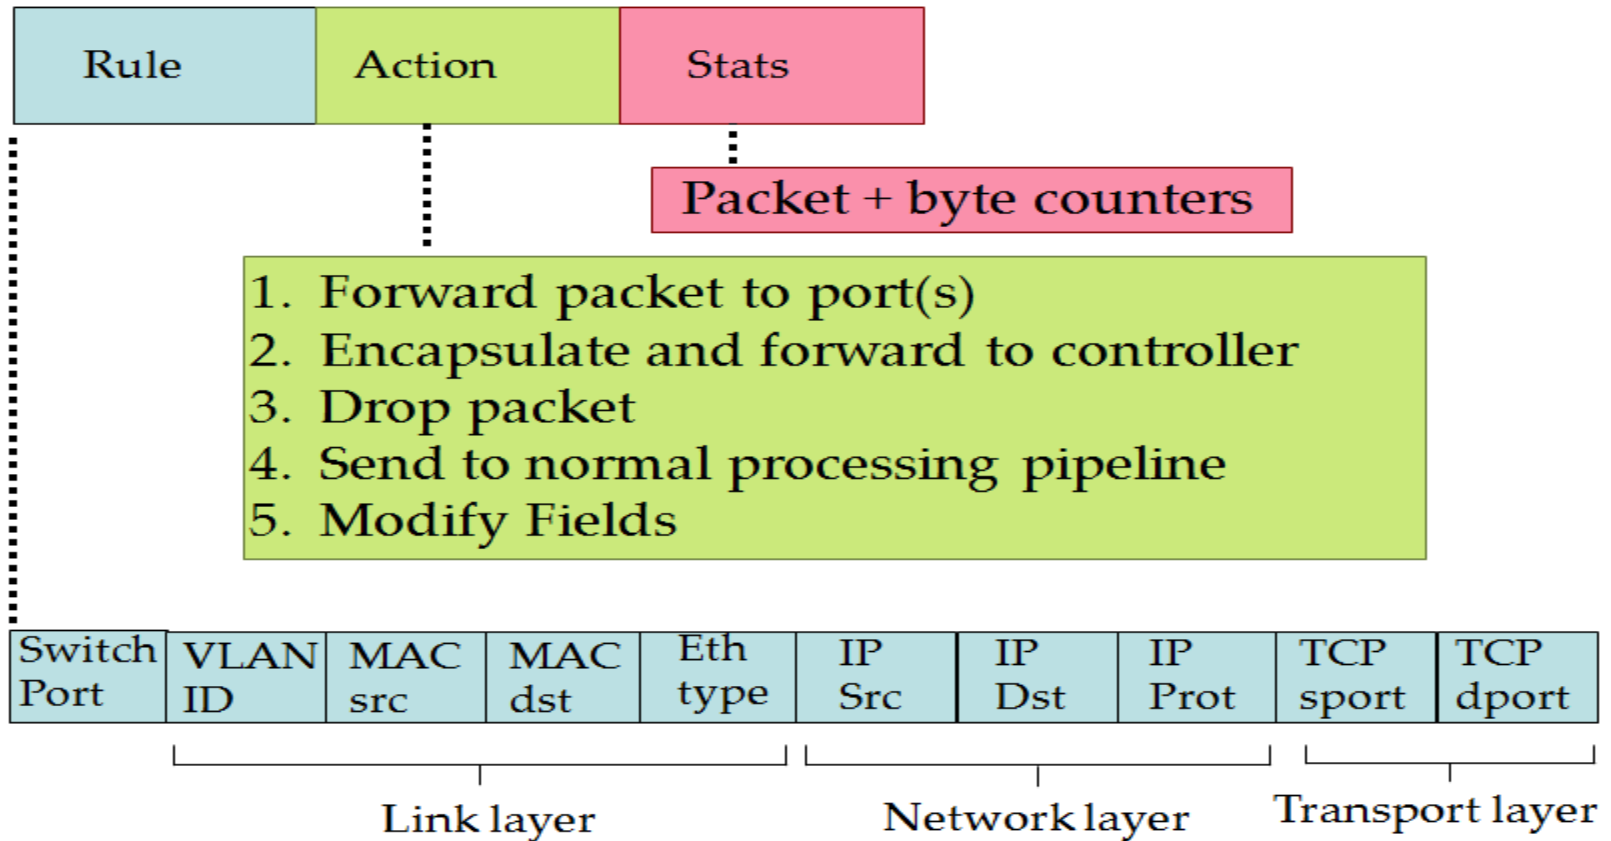 Rule Action Stats
Packet + byte counters
1. Forward packet to port(s)
2. Encapsulate and forward to controller
3. Drop packet
4. Send to normal processing pipeline
5. Modify Fields
Switch Port
VLAN ID
MAC src
MAC dst
Eth type
IP Src
IP Dst
IP Prot
TCP sport
TCP dport
Link layer
Network layer
Transport layer